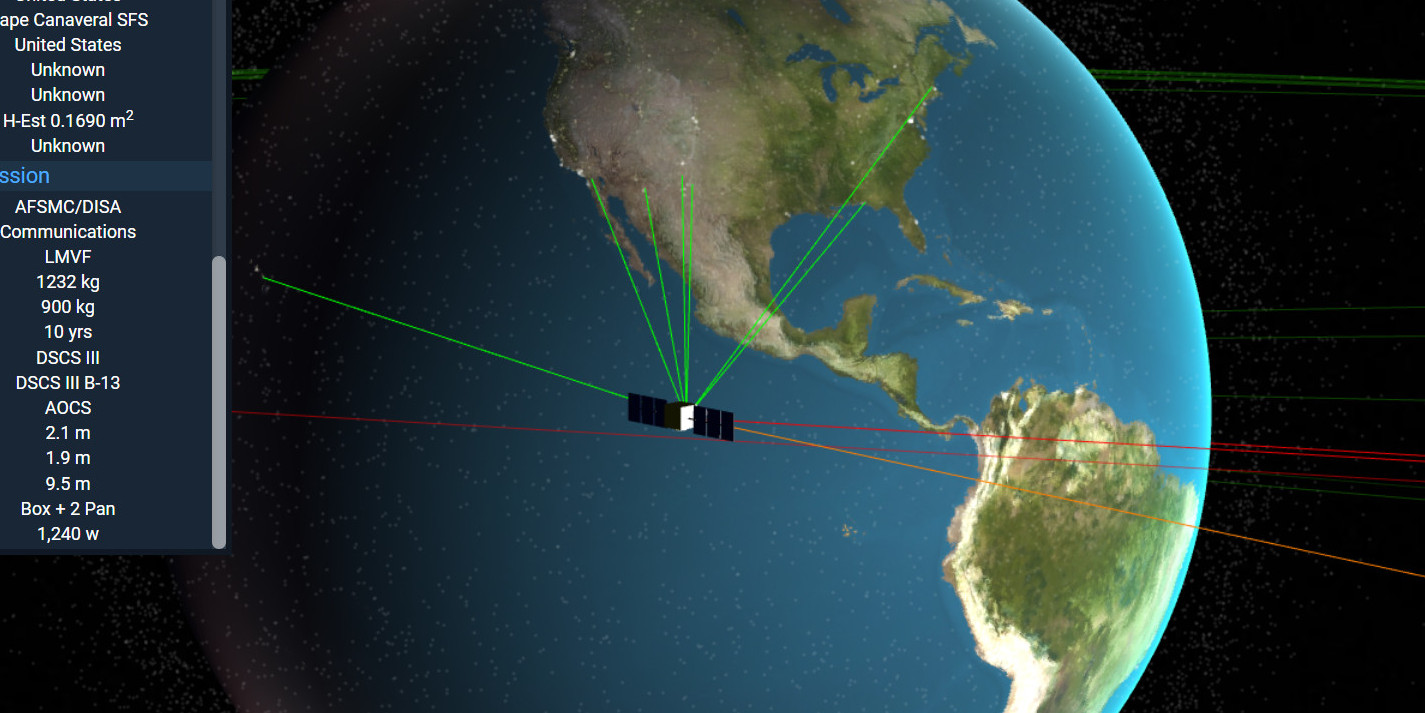 ape Canaveral SFS
United States
Unknown
Unknown
H-Est 0.1690 m²
Unknown
ssion
AFSMC/DISA
Communications
LMVF
1232 kg
900 kg
10 yrs
DSCS III
DSCS III B-13
AOCS
2.1 m
1.9 m
9.5 m
Box + 2 Pan
1,240 w